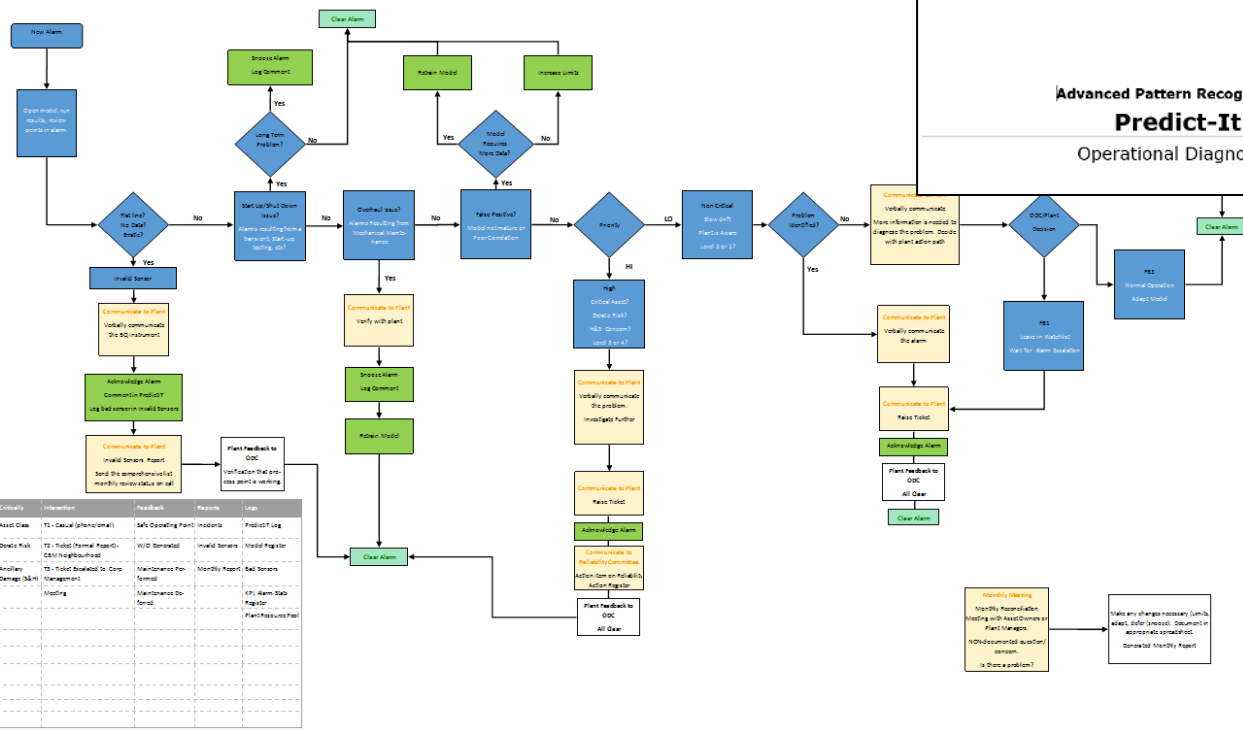 New Alarm
Open model, run
results, review
points in alarm.
Flat line?
No Data?
Erratic?
Yes
No
Invalid Sensor
Communicate to Plant
Verbally communicate
the BQ instrument
Acknowledge Alarm
Comment in PredictIT
Log bad sensor in Invalid Sensors
Communicate to Plant
Invalid Sensors Report
Send the comprehensive list
monthly review status on call
Plant Feedback to
ODC
Verification that pro-
cess point is working.
Start Up/Shut Down
Issue?
Alarms resulting from a
transient; Start-up,
testing, etc?
Yes
No
Long Term
Problem?
Yes
No
Snooze Alarm
Log Comment
Clear Alarm
Overhaul Issue?
Alarms Resulting from
Mechanical Mainte-
nance
Yes
No
Communicate to Plant
Verify with plant
Snooze Alarm
Log Comment
Retrain Model
Clear Alarm
False Positive?
Model not mature or
Poor Correlation
Yes
No
Model
Requires
More Data?
Yes
No
Retrain Model
Increase Limits
Priority
LO
HI
High
Critical Asset?
Derate Risk?
H&S Concern?
Level 3 or 4?
Communicate to Plant
Verbally communicate
the problem.
Investigate Further
Communicate to Plant
Raise Ticket
Acknowledge Alarm
Communicate to
Reliability Committee
Action Item on Reliability
Action Register
Plant Feedback to
ODC
All Clear
Non Critical
Slow drift
Plant is Aware
Level 2 or 1?
Problem
Identified?
No
Yes
Verbally communicate
More information is needed to
diagnose the problem. Decide
with plant action path
ODC/Plant
Decision
FB3
Normal Operation
Adapt Model
Clear Alarm
FB1
Leave in Watchlist
Wait for Alarm Escalation
Communicate to Plant
Verbally communicate
the alarm
Communicate to Plant
Raise Ticket
Acknowledge Alarm
Plant Feedback to
ODC
All Clear
Clear Alarm
Monthly Meeting
Monthly Reconciliation
Meeting with Asset Owners or
Plant Managers.
NON-documented question/
concern.
Is there a problem?
Make any changes necessary (Limits,
adapt, defer (snooze). Document in
appropriate spreadsheet.
Generated Monthly Report
Advanced Pattern Recog
Predict-It
Operational Diagno
Critically Interaction Feedback Reports Logs
Asset Class T1 - Casual (phone/email) Safe Operating Point Incidents PredictIT Log
Derate Risk T2 - Ticket (Formal Report) - CBM Neighbourhood W/O Generated Invalid Sensors Model Register
Ancillary Damage (S&H) T3 - Ticket Escalated to Corp Management Maintenance Per-formed Monthly Report Bad Sensors
Meeting Maintenance De-ferred KPI, Alarm Stats Register
Plant Resource Pool